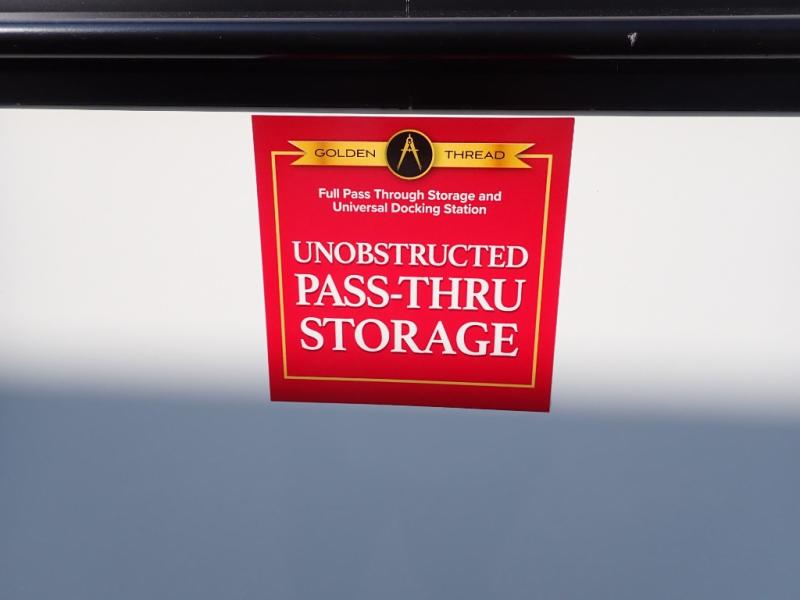 GOLDEN THREAD
Full Pass Through Storage and
Universal Docking Station
UNOBSTRUCTED
PASS-THRU
STORAGE